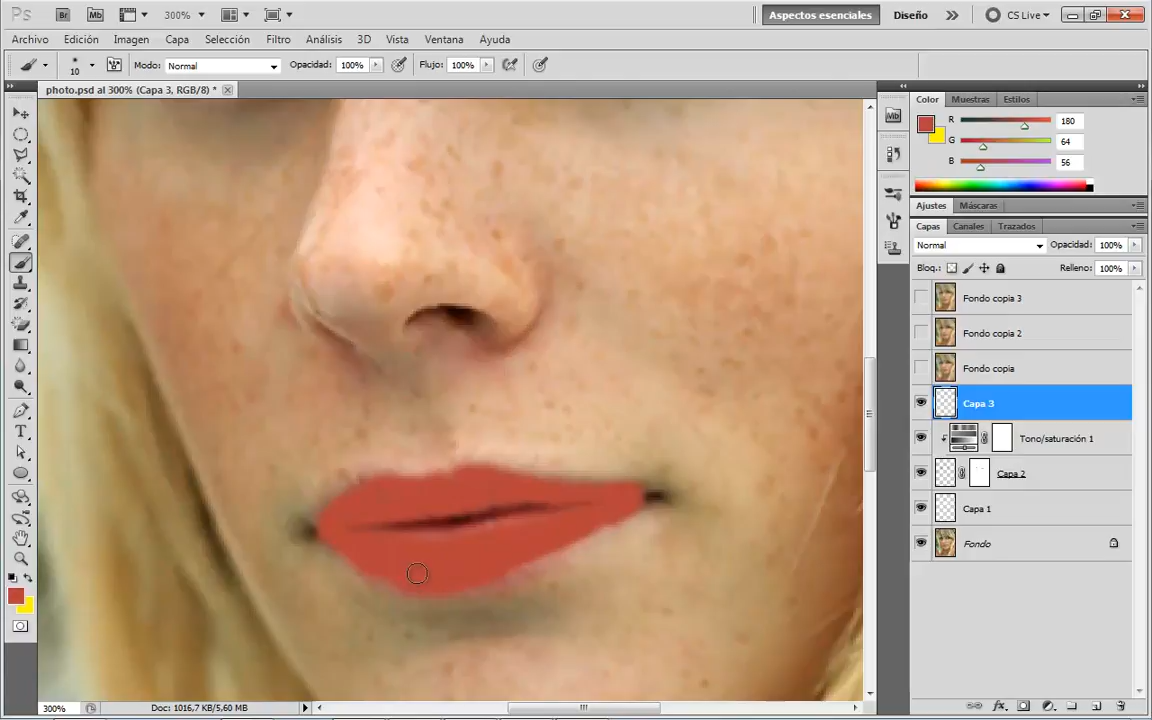 Ps Br Mb 300% Aspectos esenciales Diseño CS Live
Archivo Edición Imagen Capa Selección Filtro Análisis 3D Vista Ventana Ayuda
10 Modo: Normal Opacidad: 100% Flujo: 100%
photo.psd al 300% (Capa 3, RGB/8) *
Mb
Color Muestras Estilos
R 180
G 64
B 56
Ajustes Máscaras
Capas Canales Trazados
Normal Opacidad: 100%
Bloq.: Relleno: 100%
Fondo copia 3
Fondo copia 2
Fondo copia
Capa 3
Tono/saturación 1
Capa 2
Capa 1
Fondo
T
300% Doc: 1016,7 KB/5,60 MB
fx